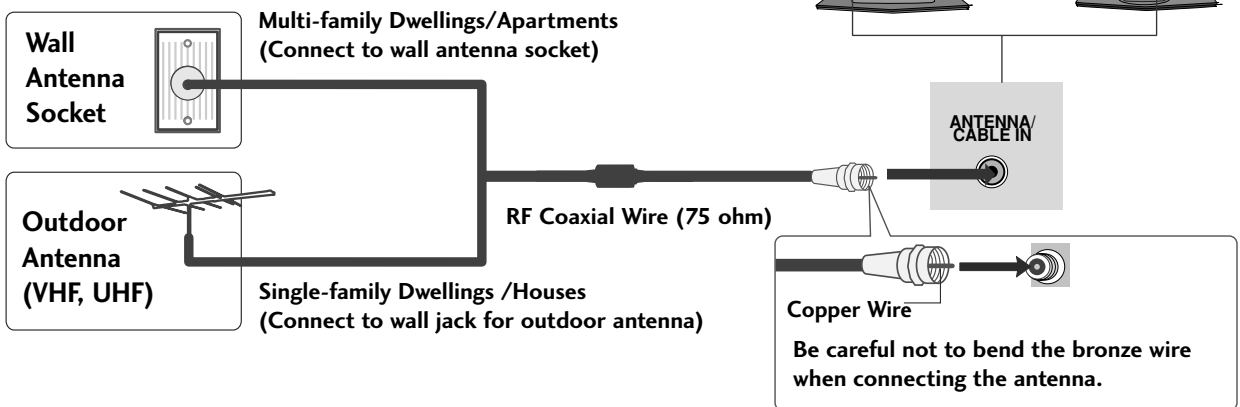 Multi-family Dwellings/Apartments
(Connect to wall antenna socket)
Wall
Antenna
Socket
ANTENNA/
CABLE IN
RF Coaxial Wire (75 ohm)
Outdoor
Antenna
(VHF, UHF)
Single-family Dwellings /Houses
(Connect to wall jack for outdoor antenna)
Copper Wire
Be careful not to bend the bronze wire
when connecting the antenna.